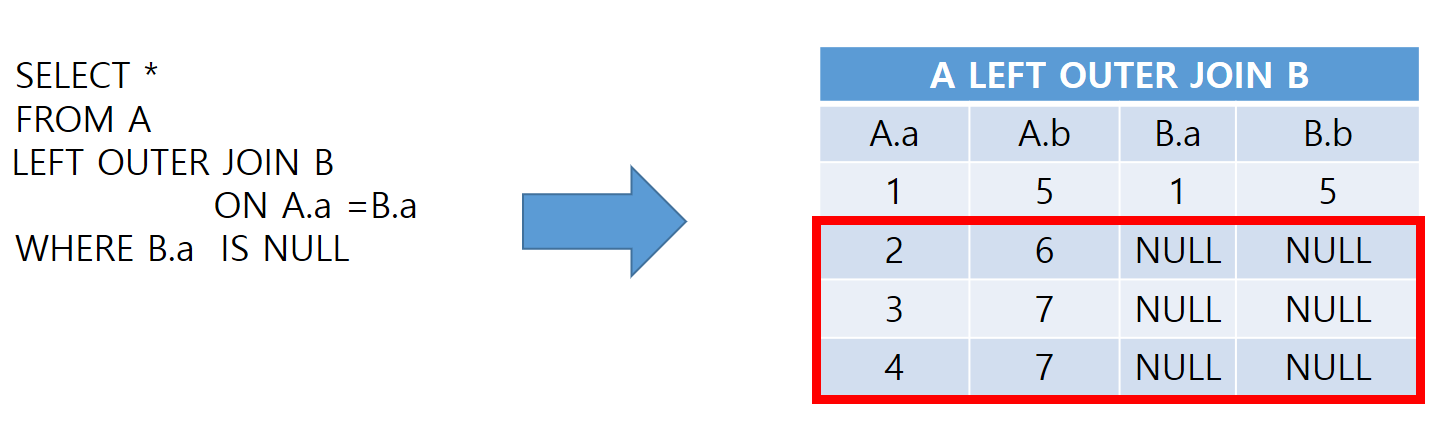 SELECT *
FROM A
LEFT OUTER JOIN B
ON A.a =B.a
WHERE B.a IS NULL
A LEFT OUTER JOIN B
A.a A.b B.a B.b
1 5 1 5
2 6 NULL NULL
3 7 NULL NULL
4 7 NULL NULL